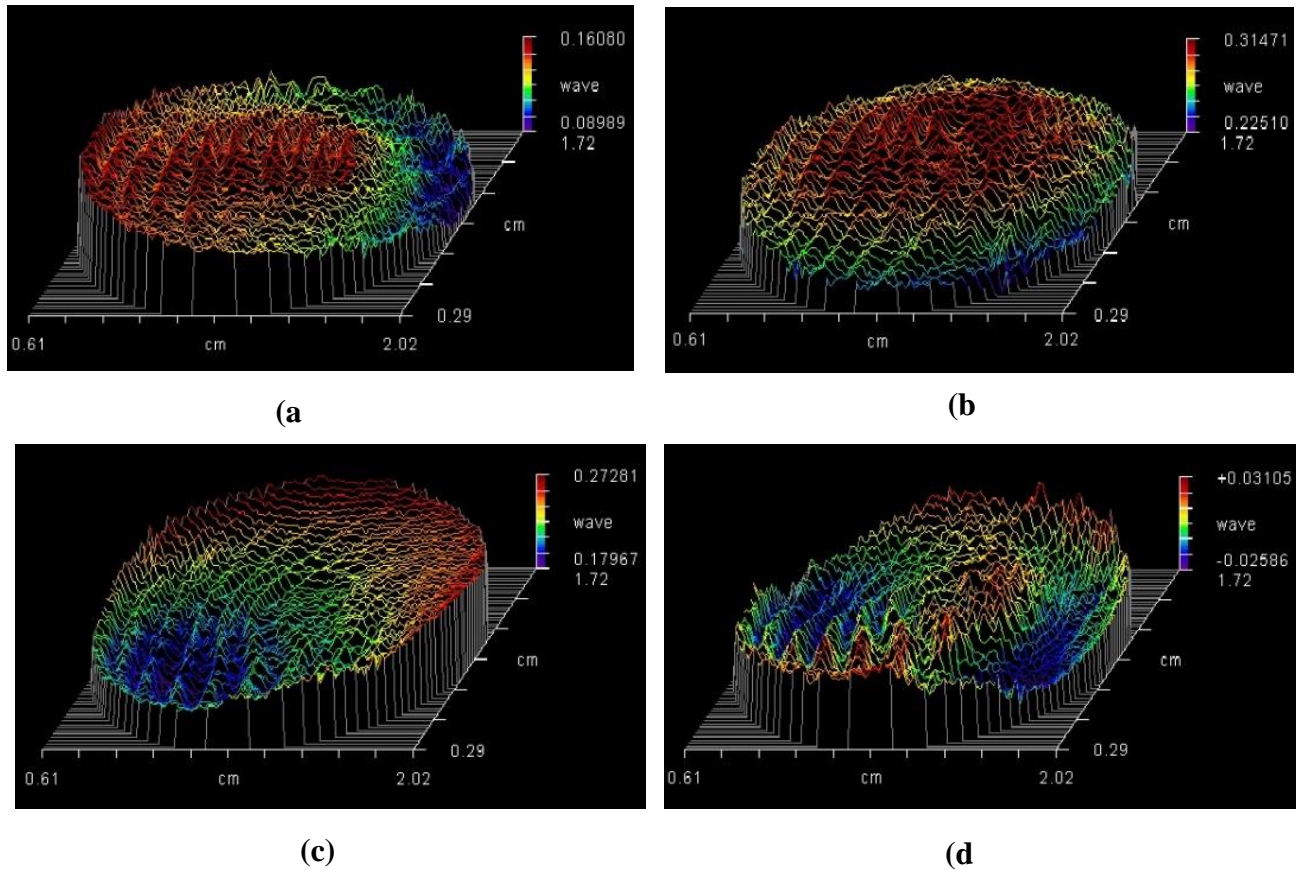 0.16080
wave
0.08989
1.72
cm
0.29
0.61 cm 2.02
(a
0.31471
wave
0.22510
1.72
cm
0.29
0.61 cm 2.02
(b
0.27281
wave
0.17967
1.72
cm
0.29
0.61 cm 2.02
(c)
+0.03105
wave
-0.02586
1.72
cm
0.29
0.61 cm 2.02
(d